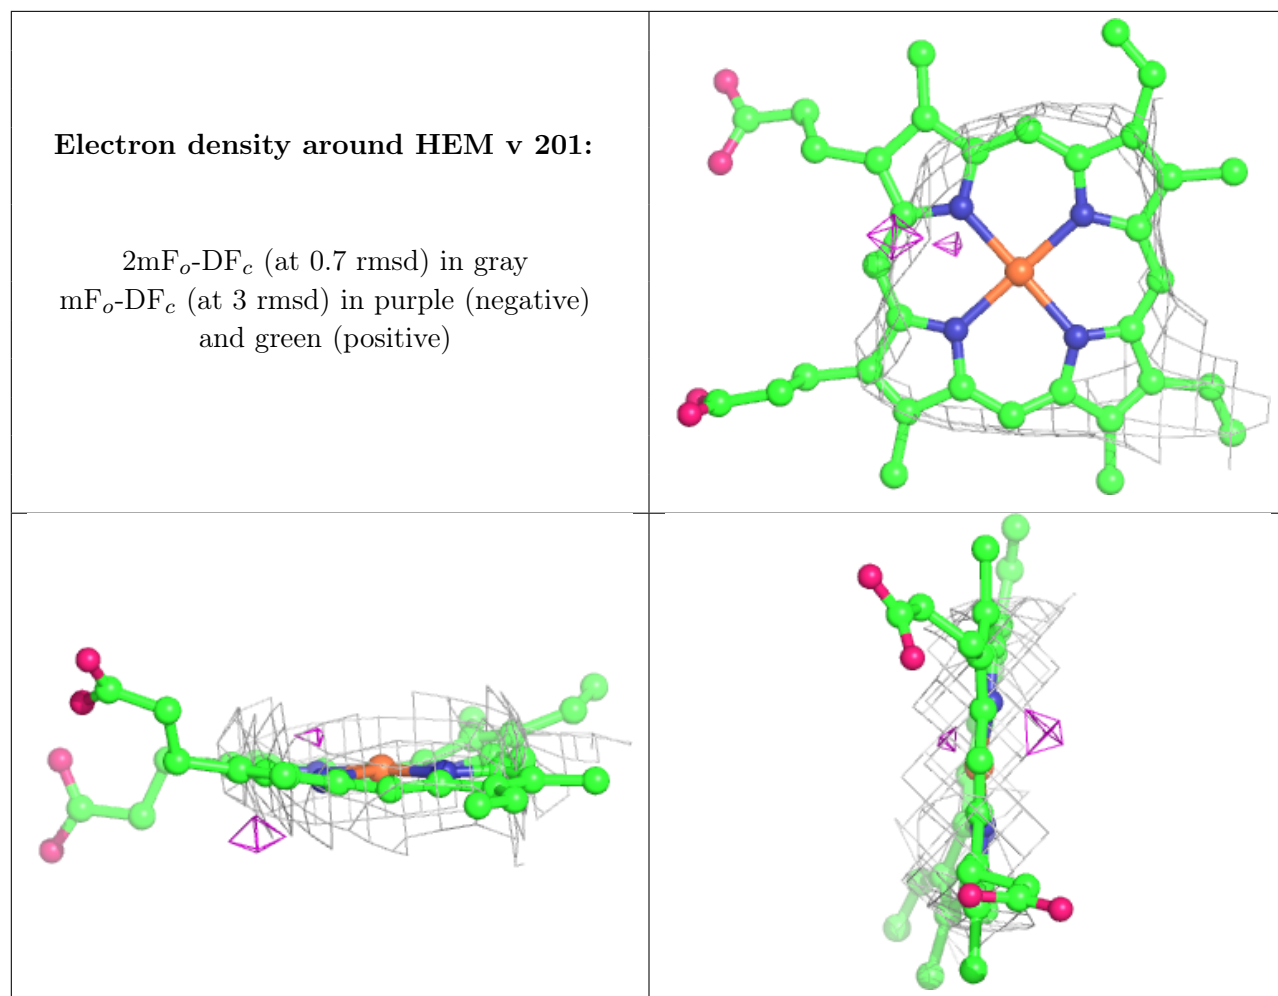 Electron density around HEM v 201:
2mFo-DFc (at 0.7 rmsd) in gray
mFo-DFc (at 3 rmsd) in purple (negative)
and green (positive)